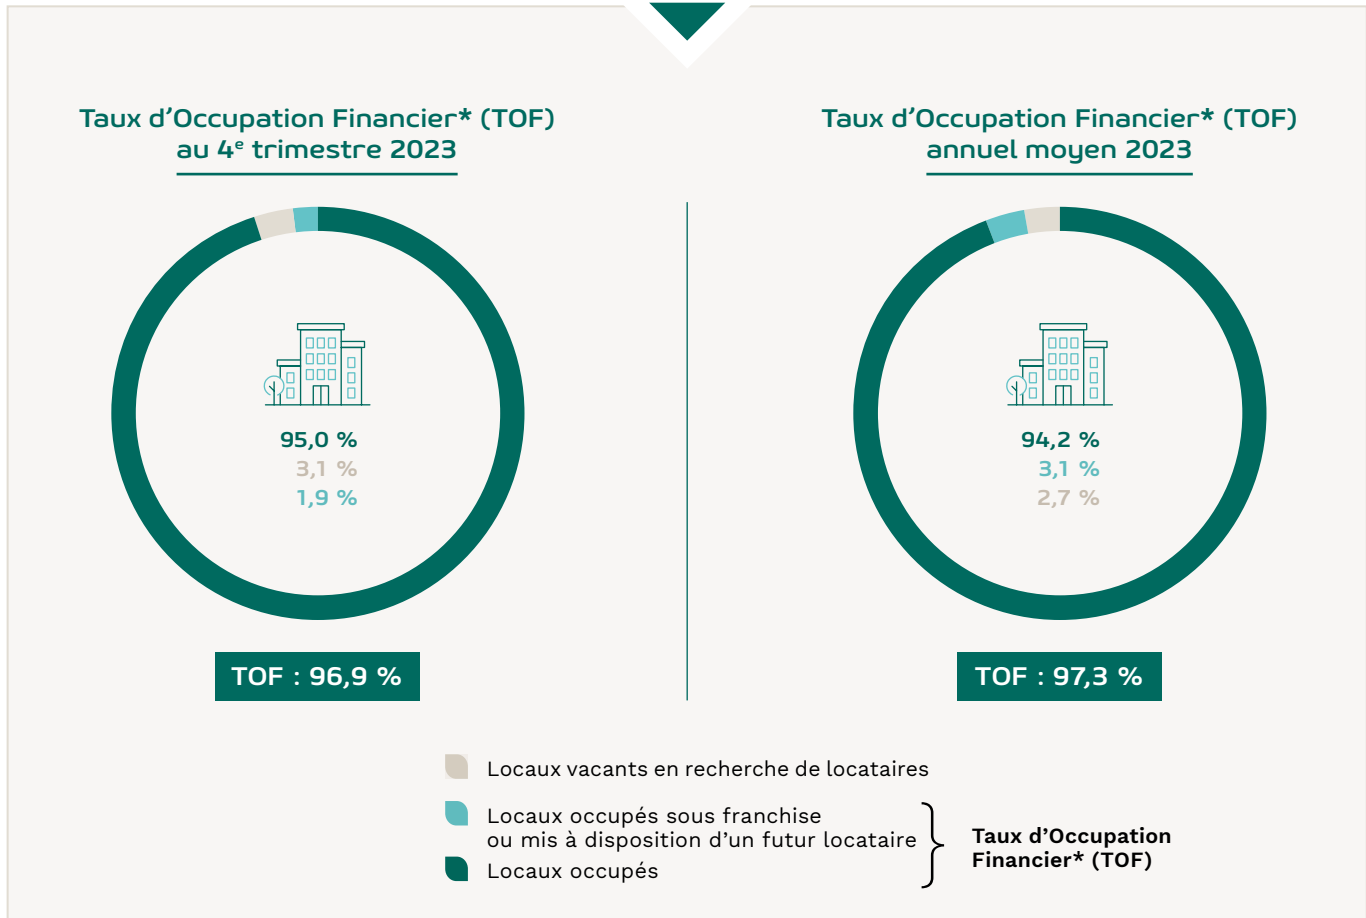 Taux d'Occupation Financier* (TOF)
au 4e trimestre 2023
95,0 %
3,1 %
1,9 %
TOF : 96,9 %
Taux d'Occupation Financier* (TOF)
annuel moyen 2023
94,2 %
3,1 %
2,7 %
TOF : 97,3 %
Locaux vacants en recherche de locataires
Locaux occupés sous franchise
ou mis à disposition d'un futur locataire
Locaux occupés
Taux d'Occupation
Financier* (TOF)